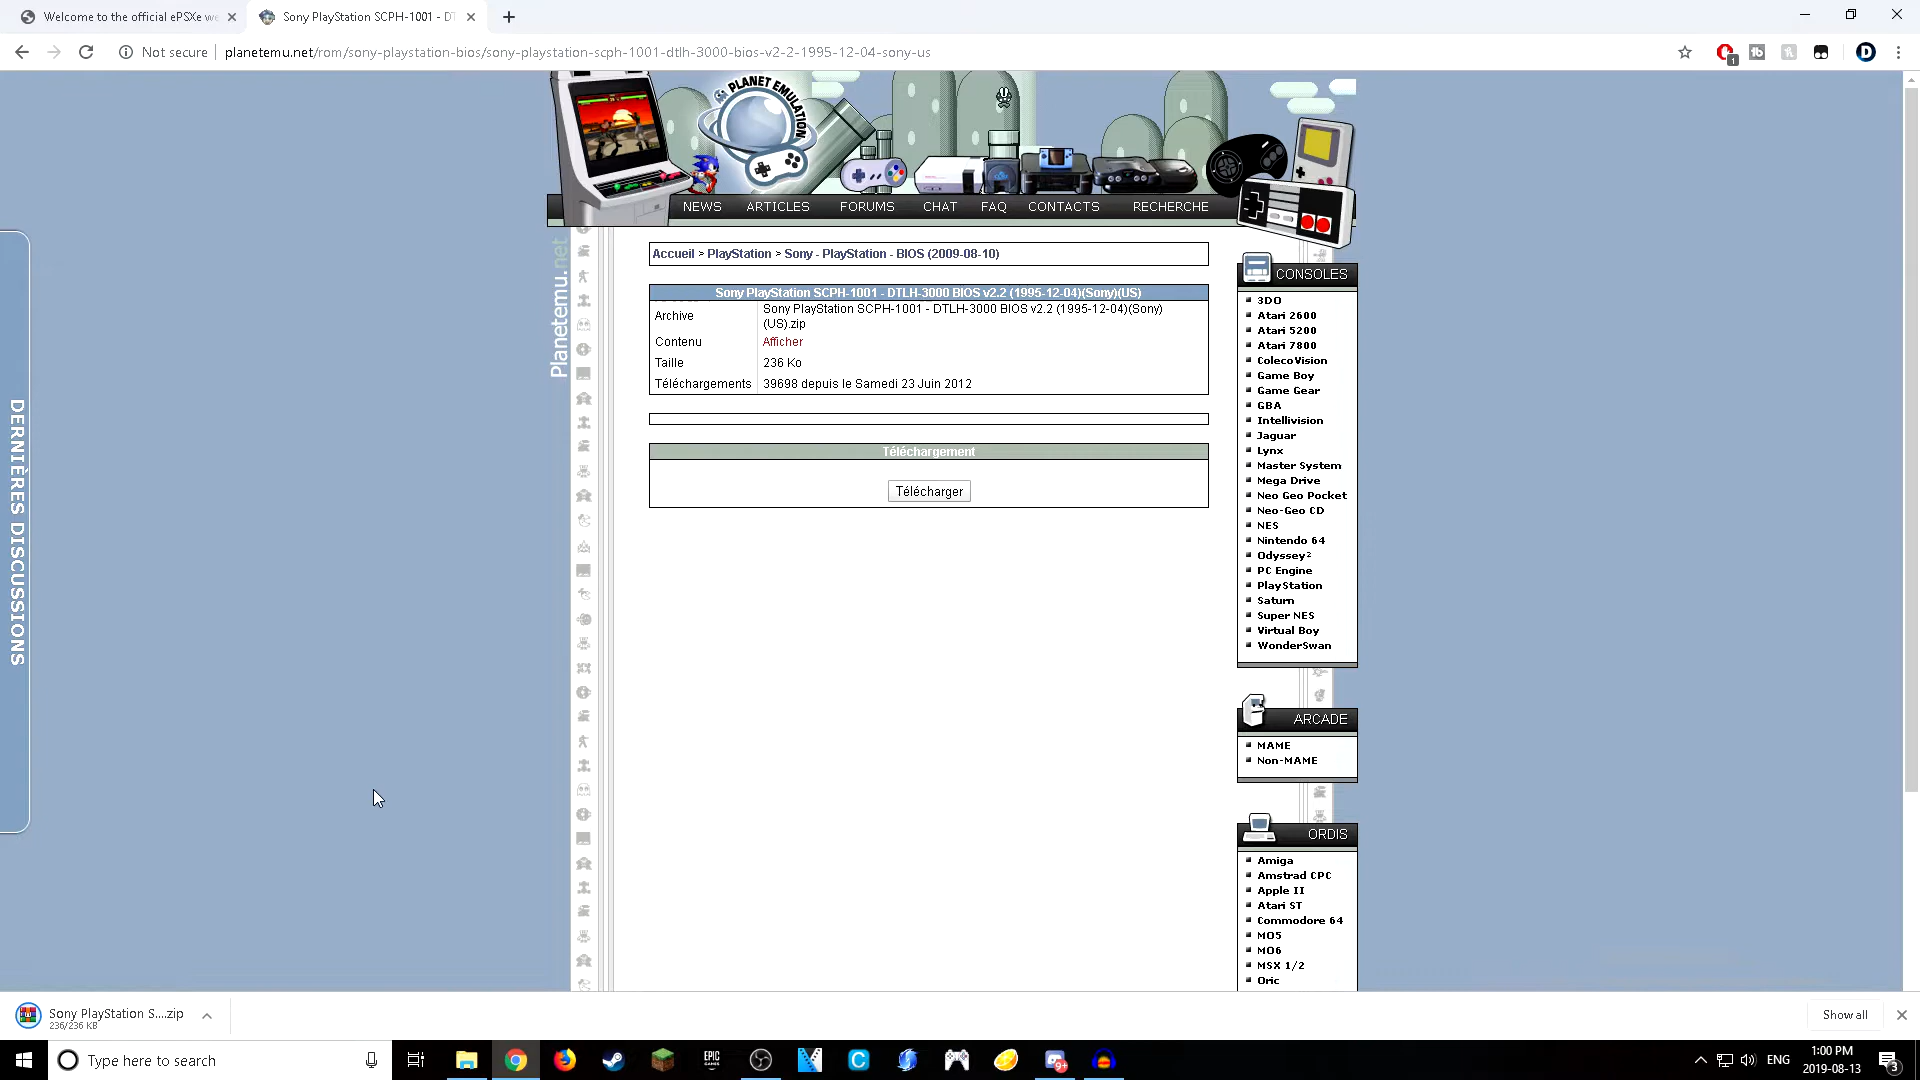 Welcome to the official ePSXe we
Sony PlayStation SCPH-1001 - DT
Not secure
planetemu.net/rom/sony-playstation-bios/sony-playstation-scph-1001-dtlh-3000-bios-v2-2-1995-12-04-sony-us
1
PLANET EMULATION
NEWS ARTICLES FORUMS CHAT FAQ CONTACTS RECHERCHE
Planetemu.net
DERNIÈRES DISCUSSIONS
Accueil > PlayStation > Sony - PlayStation - BIOS (2009-08-10)
Sony PlayStation SCPH-1001 - DTLH-3000 BIOS v2.2 (1995-12-04)(Sony)(US)
Archive Sony PlayStation SCPH-1001 - DTLH-3000 BIOS v2.2 (1995-12-04)(Sony)
(US).zip
Contenu Afficher
Taille 236 Ko
Téléchargements 39698 depuis le Samedi 23 Juin 2012
Téléchargement
Télécharger
CONSOLES
3DO
Atari 2600
Atari 5200
Atari 7800
ColecoVision
Game Boy
Game Gear
GBA
Intellivision
Jaguar
Lynx
Master System
Mega Drive
Neo Geo Pocket
Neo-Geo CD
NES
Nintendo 64
Odyssey²
PC Engine
PlayStation
Saturn
Super NES
Virtual Boy
WonderSwan
ARCADE
MAME
Non-MAME
ORDIS
Amiga
Amstrad CPC
Apple II
Atari ST
Commodore 64
MO5
MO6
MSX 1/2
Oric
Sony PlayStation S....zip
236/236 KB
Show all
Type here to search
EPIC
GAMES
9+
ENG
1:00 PM
2019-08-13
3